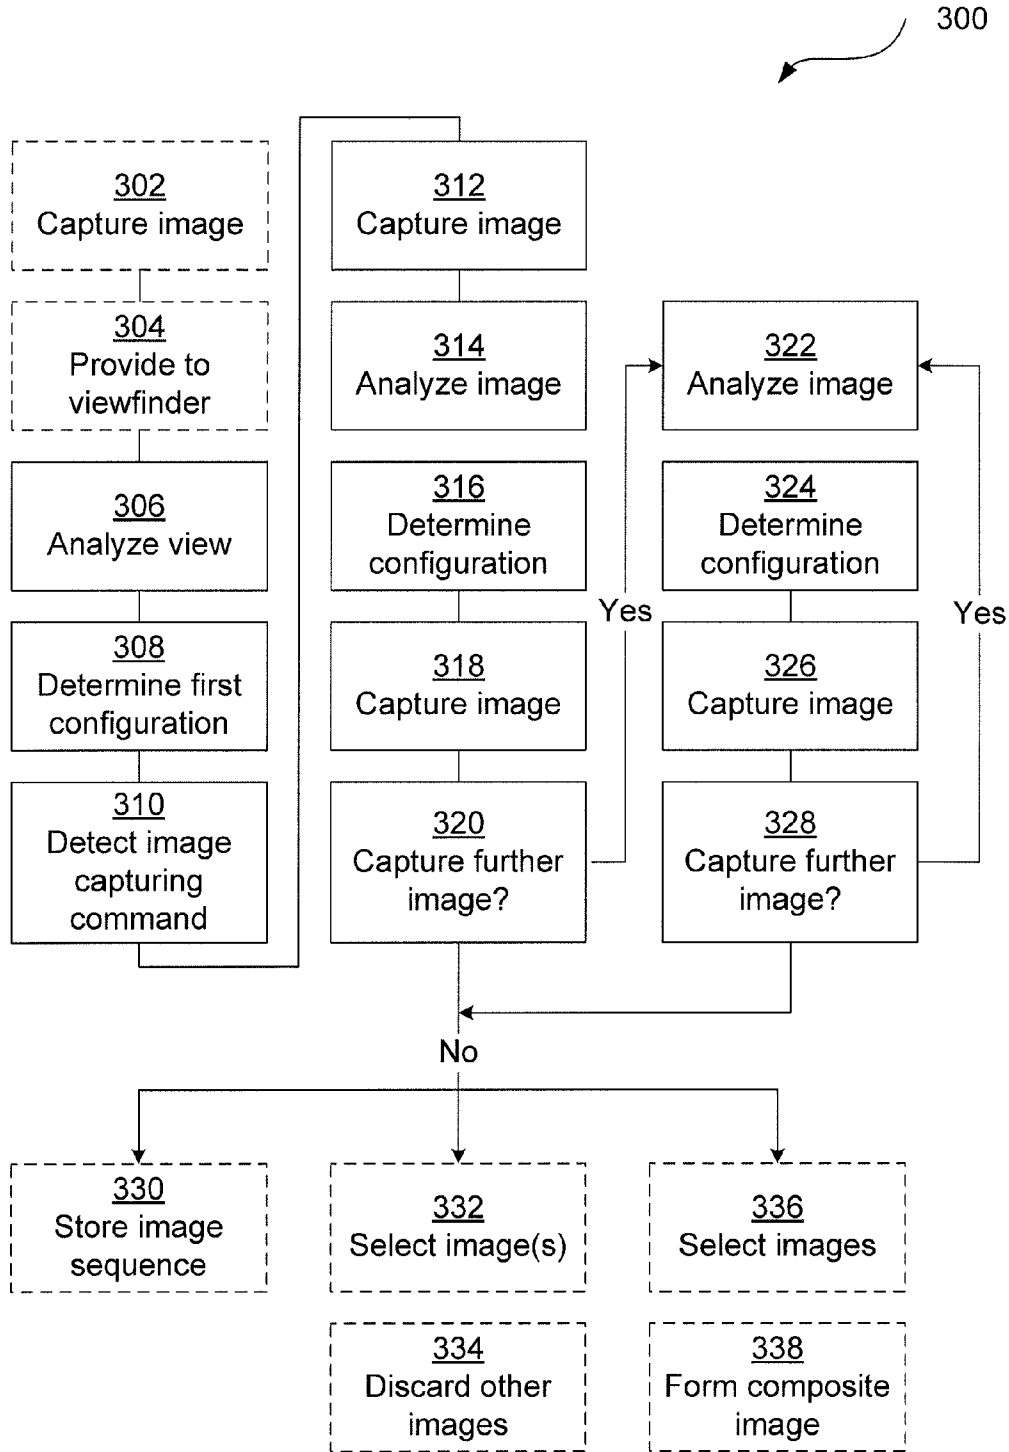 300
302
Capture image
304
Provide to
viewfinder
306
Analyze view
308
Determine first
configuration
310
Detect image
capturing
command
312
Capture image
314
Analyze image
316
Determine
configuration
318
Capture image
320
Capture further
image?
Yes
322
Analyze image
324
Determine
configuration
326
Capture image
328
Capture further
image?
Yes
No
330
Store image
sequence
332
Select image(s)
334
Discard other
images
336
Select images
338
Form composite
image